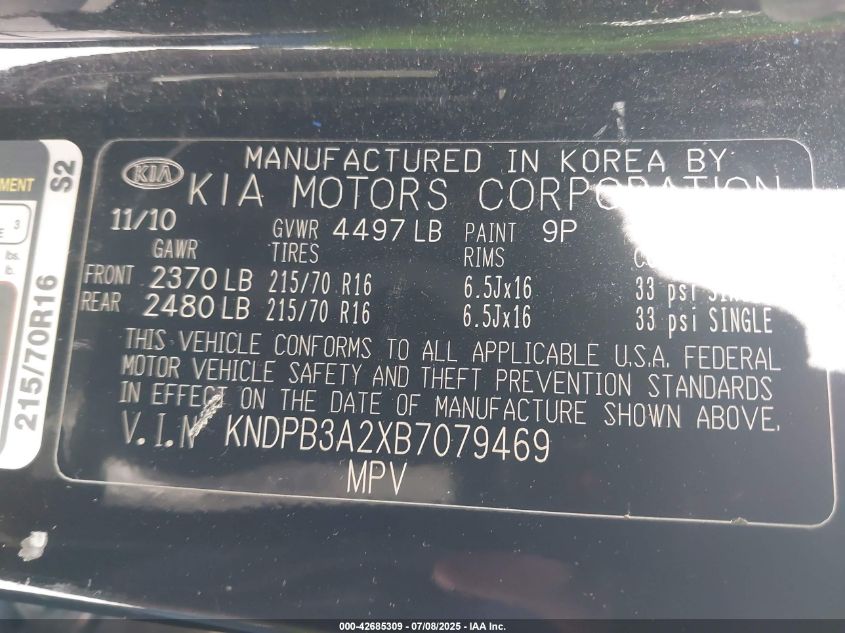 KIA
MANUFACTURED IN KOREA BY
KIA MOTORS CORPORATION
11/10 GVWR 4497 LB PAINT 9P
GAWR TIRES RIMS
FRONT 2370 LB 215/70 R16 6.5Jx16 33 psi SINGLE
REAR 2480 LB 215/70 R16 6.5Jx16 33 psi SINGLE
THIS VEHICLE CONFORMS TO ALL APPLICABLE U.S.A. FEDERAL
MOTOR VEHICLE SAFETY AND THEFT PREVENTION STANDARDS
IN EFFECT ON THE DATE OF MANUFACTURE SHOWN ABOVE.
V.I.N KNDPB3A2XB7079469
MPV
215/70R16 S2
3
lbs.
000-42685309 | 07/08/2025 | IAA Inc.